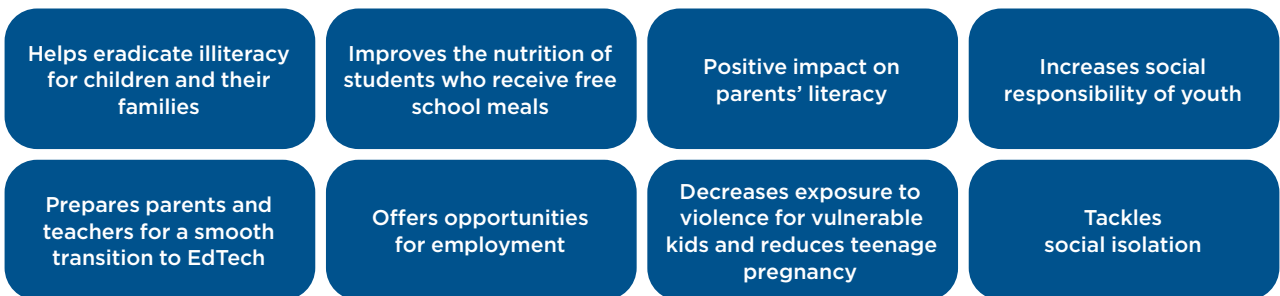 Helps eradicate illiteracy
for children and their
families
Improves the nutrition of
students who receive free
school meals
Positive impact on
parents’ literacy
Increases social
responsibility of youth
Prepares parents and
teachers for a smooth
transition to EdTech
Offers opportunities
for employment
Decreases exposure to
violence for vulnerable
kids and reduces teenage
pregnancy
Tackles
social isolation